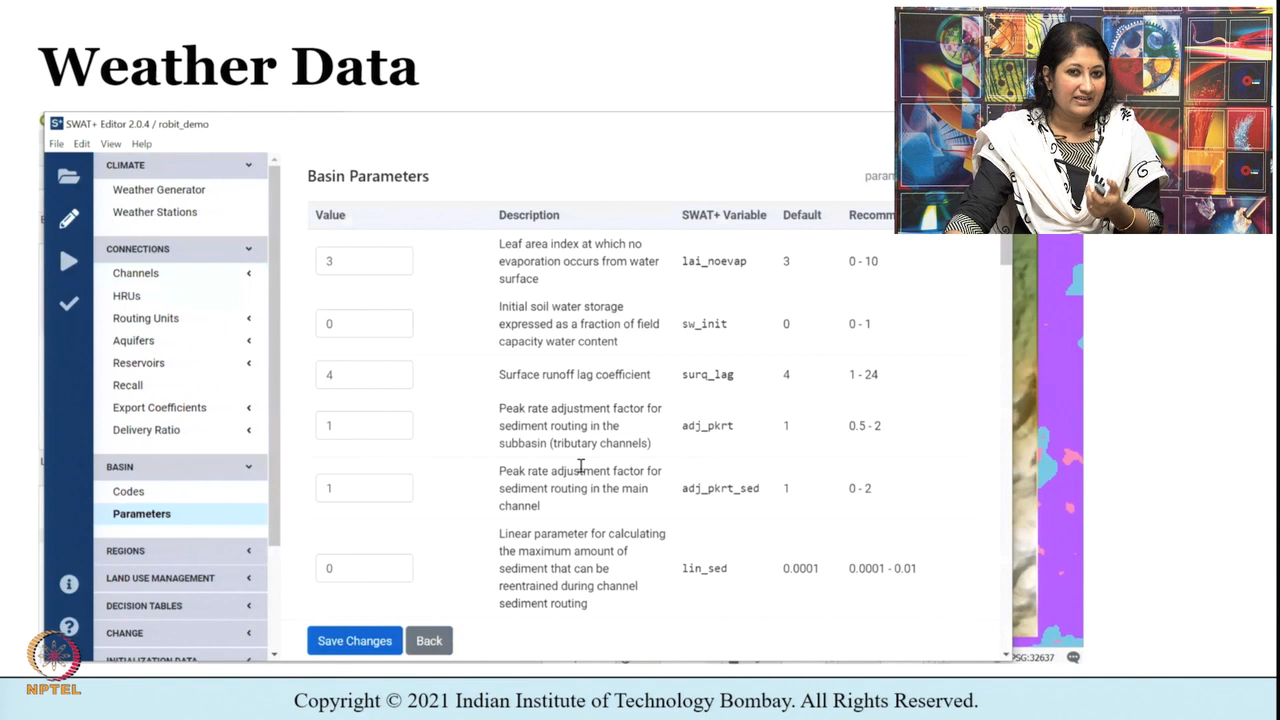 Weather Data
SWAT+ Editor 2.0.4 / robit_demo
File Edit View Help
CLIMATE
Weather Generator
Weather Stations
CONNECTIONS
Channels
HRUs
Routing Units
Aquifers
Reservoirs
Recall
Export Coefficients
Delivery Ratio
BASIN
Codes
Parameters
REGIONS
LAND USE MANAGEMENT
DECISION TABLES
CHANGE
INITIALIZATION DATA
Basin Parameters
param
Value Description SWAT+ Variable Default Recomm
3 Leaf area index at which no
evaporation occurs from water
surface
lai_noevap 3 0 - 10
0 Initial soil water storage
expressed as a fraction of field
capacity water content
sw_init 0 0 - 1
4 Surface runoff lag coefficient surq_lag 4 1 - 24
1 Peak rate adjustment factor for
sediment routing in the
subbasin (tributary channels)
adj_pkrt 1 0.5 - 2
1 Peak rate adjustment factor for
sediment routing in the main
channel
adj_pkrt_sed 1 0 - 2
0 Linear parameter for calculating
the maximum amount of
sediment that can be
reentrained during channel
sediment routing
lin_sed 0.0001 0.0001 - 0.01
Save Changes Back
PSG:32637
NPTEL
Copyright © 2021 Indian Institute of Technology Bombay. All Rights Reserved.